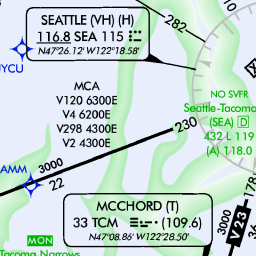 SEATTLE (VH) (H)
116.8 SEA 115
N47°26.12' W122°18.58'
282
JYCU
MCA
V120 6300E
V4 6200E
V298 4300E
V2 4300E
NO SVFR
Seattle-Tacoma
(SEA) D
432 L 119
(A) 118.0
230
3000
AMM
22
MCCHORD (T)
33 TCM (109.6)
N47°08.86' W122°28.50'
178
3000
V23
MON
Tacoma Narrows